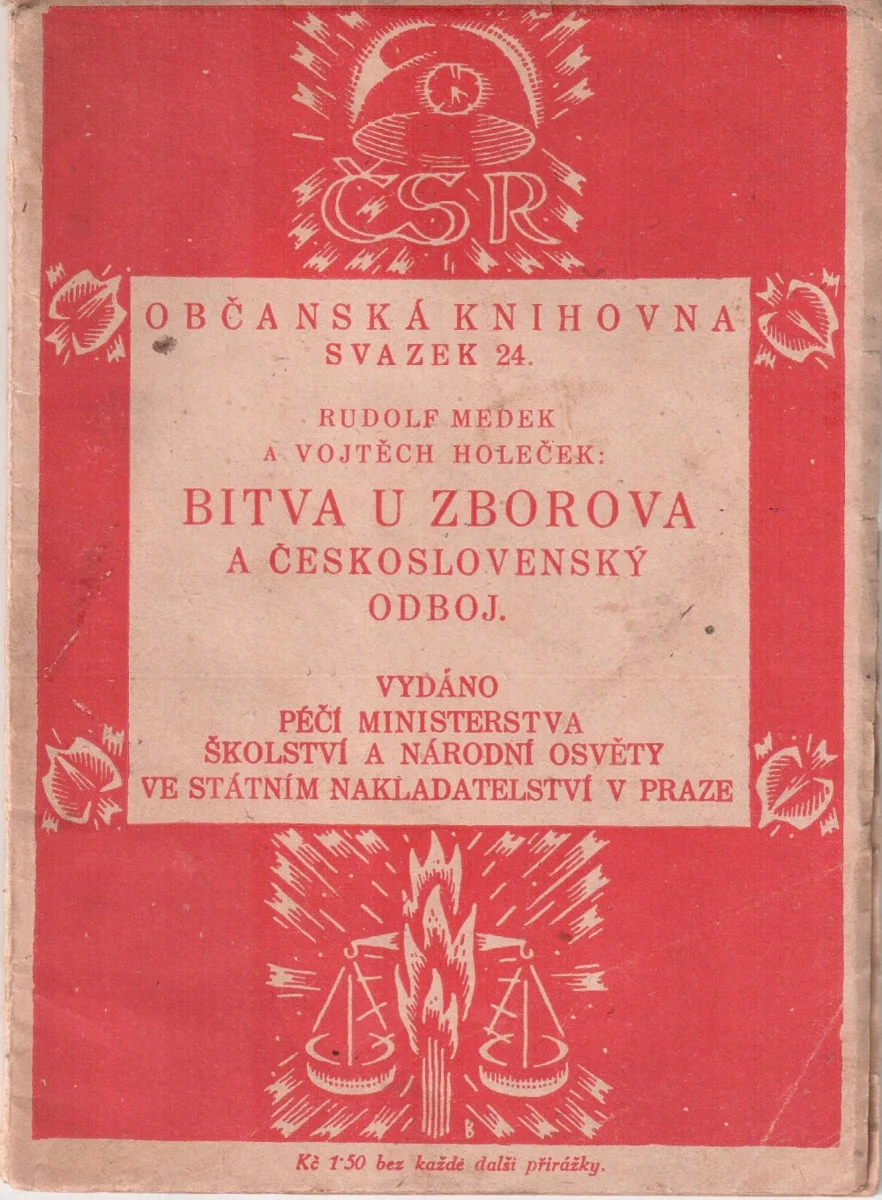 ČSR
OBČANSKÁ KNIHOVNA
SVAZEK 24.
RUDOLF MEDEK
A VOJTĚCH HOLEČEK:
BITVA U ZBOROVA
A ČESKOSLOVENSKÝ
ODBOJ.
VYDÁNO
PÉČÍ MINISTERSTVA
ŠKOLSTVÍ A NÁRODNÍ OSVĚTY
VE STÁTNÍM NAKLADATELSTVÍ V PRAZE
B
Kč 1·50 bez každé další přirážky.